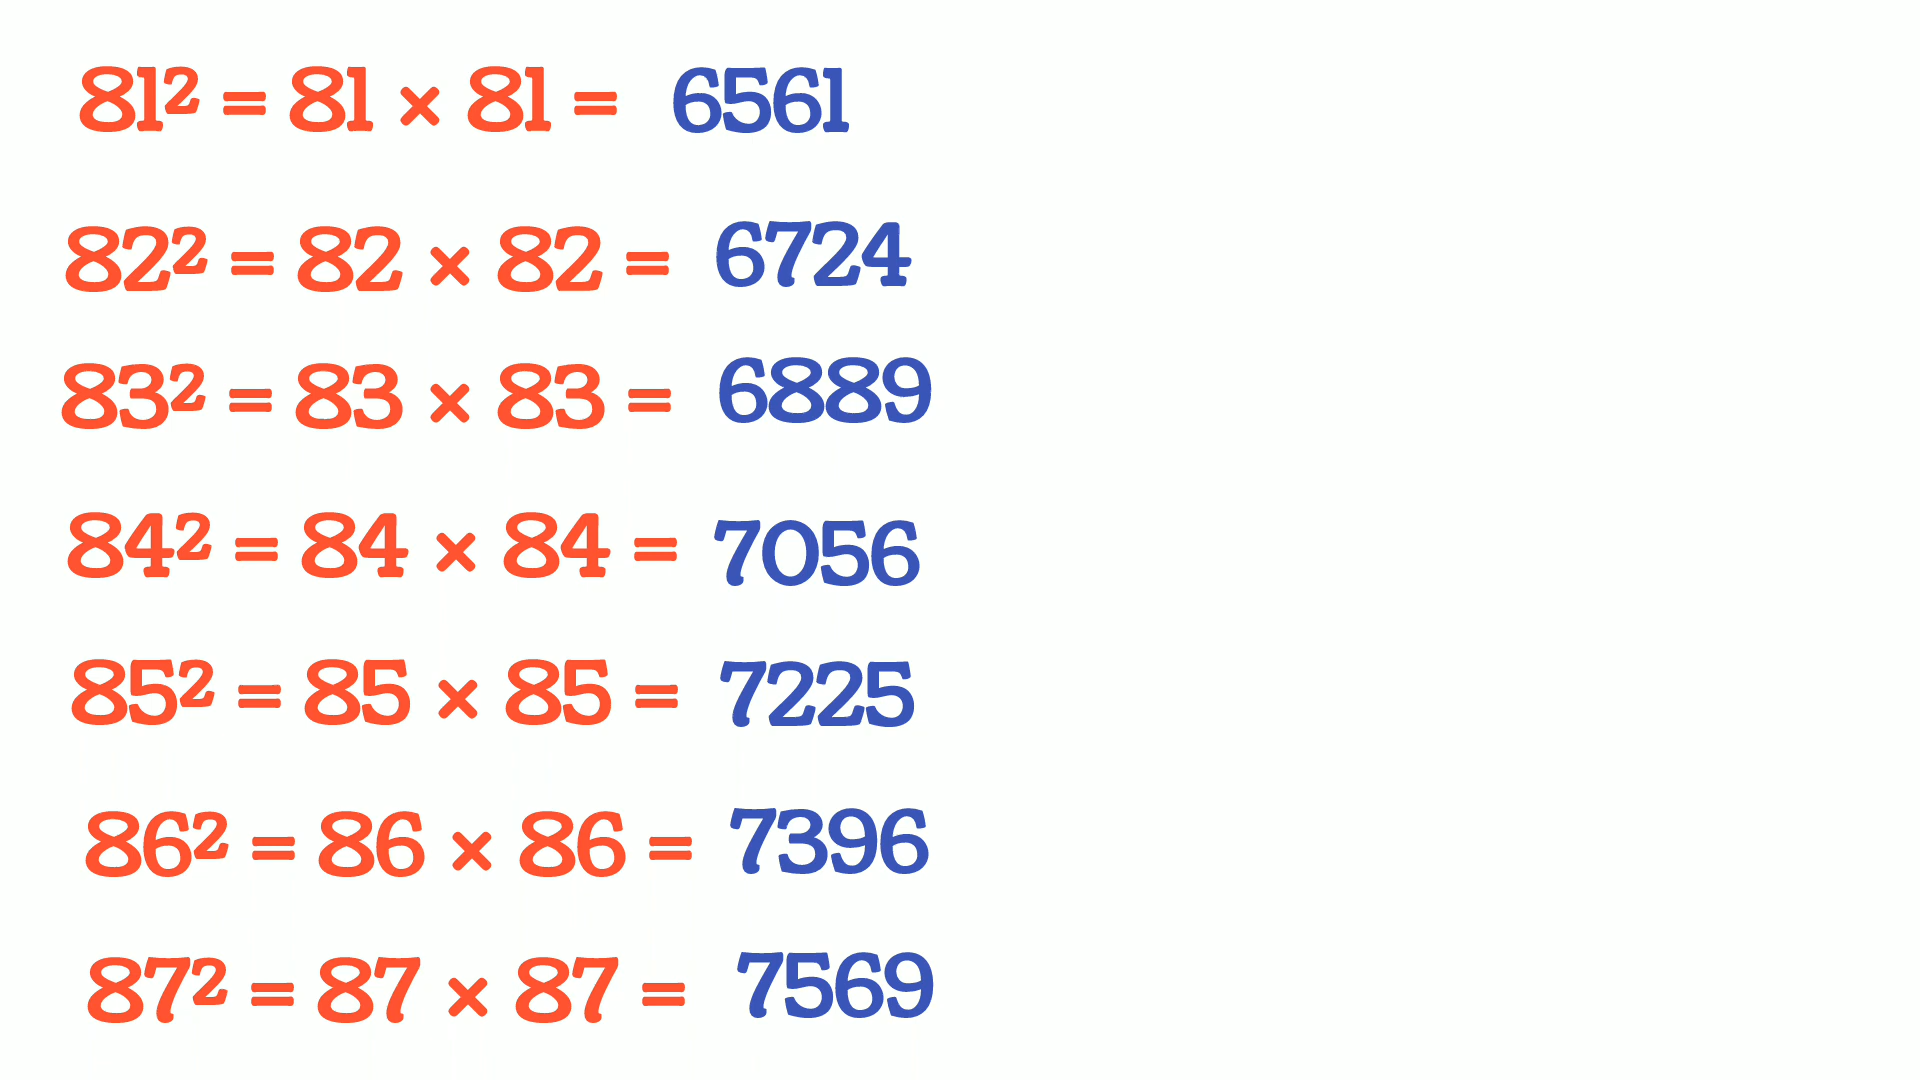 81² = 81 × 81 = 6561
82² = 82 × 82 = 6724
83² = 83 × 83 = 6889
84² = 84 × 84 = 7056
85² = 85 × 85 = 7225
86² = 86 × 86 = 7396
87² = 87 × 87 = 7569